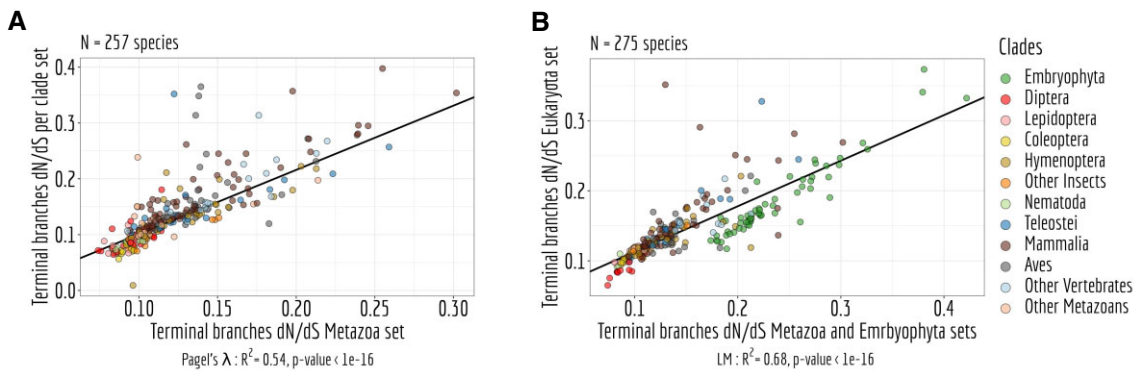 A
N = 257 species
Terminal branches dN/dS per clade set
0.4
0.3
0.2
0.1
0.0
0.10
0.15
0.20
0.25
0.30
Terminal branches dN/dS Metazoa set
Pagel's λ : R² = 0.54, p-value < 1e-16
B
N = 275 species
Terminal branches dN/dS Eukaryota set
0.3
0.2
0.1
0.1
0.2
0.3
0.4
Terminal branches dN/dS Metazoa and Emrbyophyta sets
LM : R² = 0.68, p-value < 1e-16
Clades
Embryophyta
Diptera
Lepidoptera
Coleoptera
Hymenoptera
Other Insects
Nematoda
Teleostei
Mammalia
Aves
Other Vertebrates
Other Metazoans